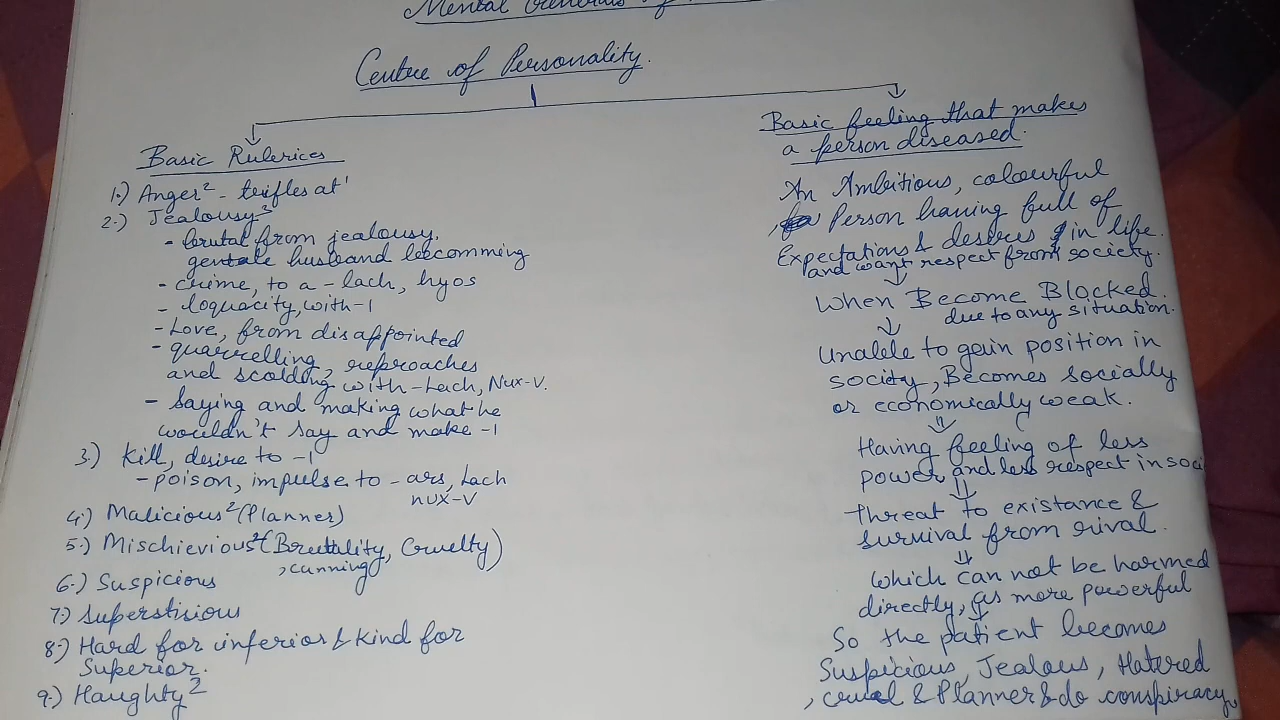 Mental
Centre of Personality.
Basic Rubrics
1.) Anger² - trifles at¹
2.) Jealousy³
- brutal from jealousy,
gentale husband becomming
- crime, to a - lach, hyos
- loquacity, with - 1
- Love, from disappointed
- quarrelling, reproaches
and scolding with - Lach, Nux-V.
- Saying and making what he
wouldn't say and make - 1
3.) Kill, desire to - 1
- poison, impulse to - ars, Lach
nux-v
4.) Malicious² (Planner)
5.) Mischievious² (Brutality, Cruelty)
, cunning
6.) Suspicious
7.) Superstisious
8.) Hard for inferior & Kind for
Superior.
9.) Haughty²
Basic feeling that makes
a person diseased.
An Ambitious, colourful
Person having full of
Expectations & desires in life.
and want respect from society.
When Become Blocked.
due to any situation.
Unable to gain position in
society, Becomes socially
or economically weak.
Having feeling of less
power and less respect in soci
threat to existance &
survival from rival.
Which can not be harmed
directly, as more powerful
So the patient becomes
Suspicious, Jealous, Hatered
, cruel & Planner & do conspiracy.